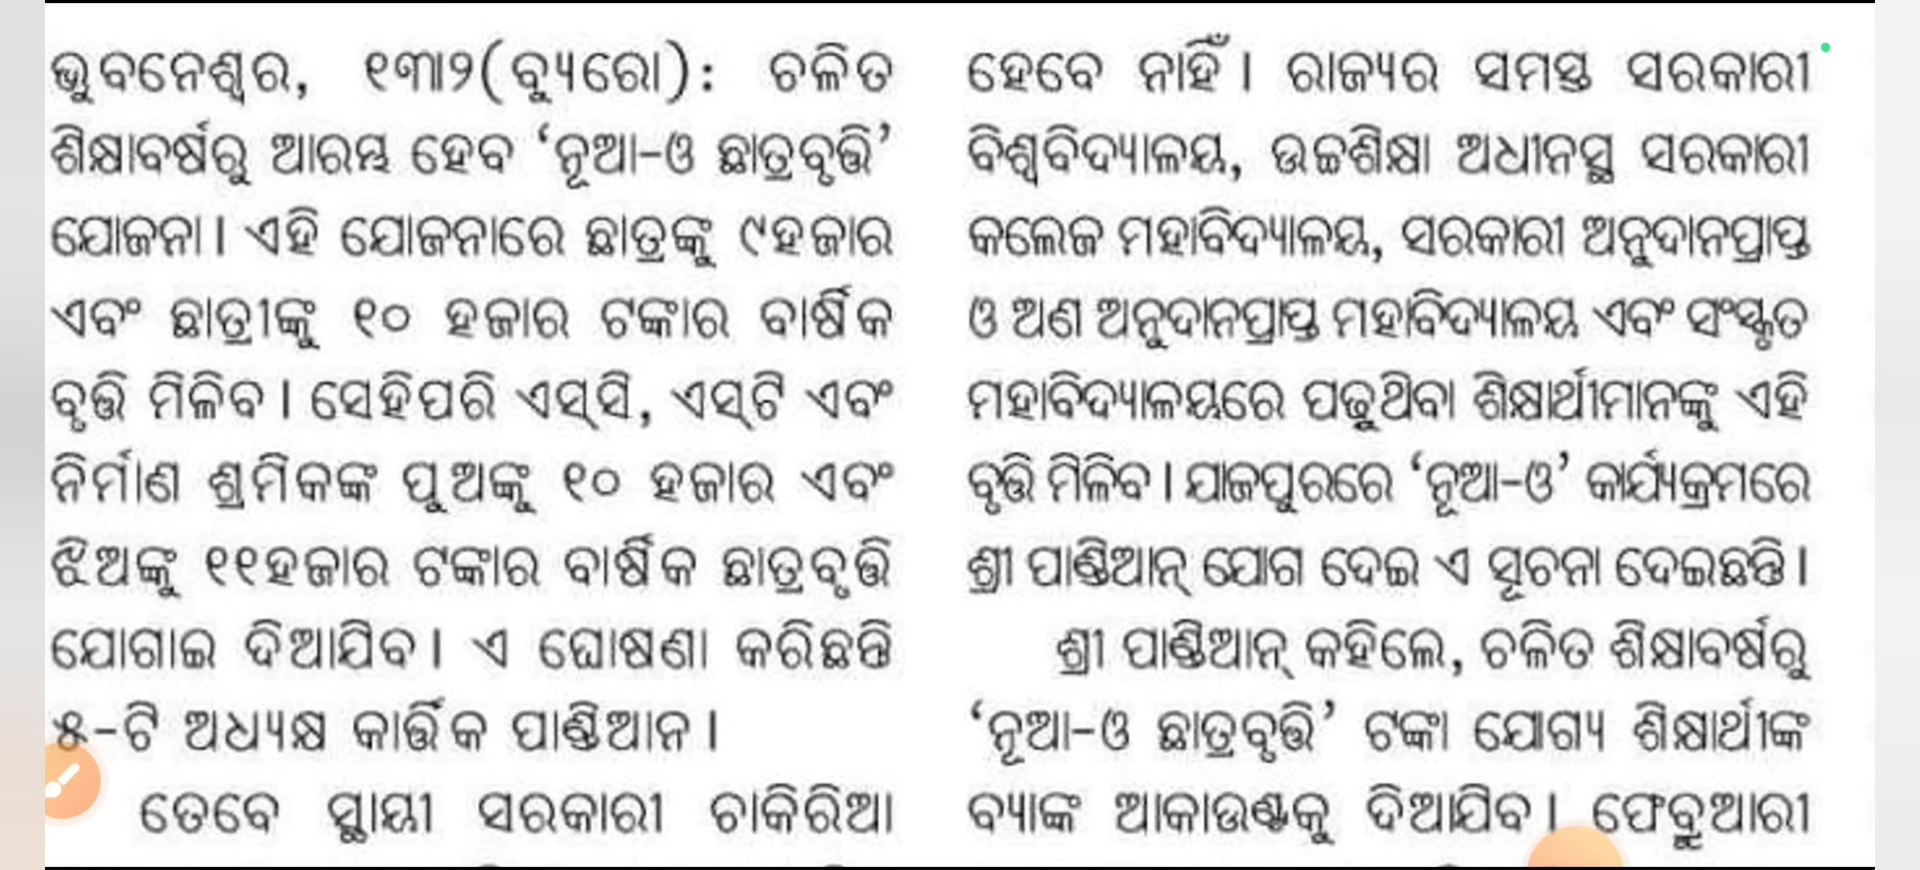 ଭୁବନେଶ୍ୱର, ୧୩ା୨(ବ୍ୟୁରୋ): ଚଳିତ
ଶିକ୍ଷାବର୍ଷରୁ ଆରମ୍ଭ ହେବ ‘ନୂଆ-ଓ ଛାତ୍ରବୃତ୍ତି’
ଯୋଜନା। ଏହି ଯୋଜନାରେ ଛାତ୍ରଙ୍କୁ ୯ହଜାର
ଏବଂ ଛାତ୍ରୀଙ୍କୁ ୧୦ ହଜାର ଟଙ୍କାର ବାର୍ଷିକ
ବୃତ୍ତି ମିଳିବ। ସେହିପରି ଏସ୍‌ସି, ଏସ୍‌ଟି ଏବଂ
ନିର୍ମାଣ ଶ୍ରମିକଙ୍କ ପୁଅଙ୍କୁ ୧୦ ହଜାର ଏବଂ
ଝିଅଙ୍କୁ ୧୧ହଜାର ଟଙ୍କାର ବାର୍ଷିକ ଛାତ୍ରବୃତ୍ତି
ଯୋଗାଇ ଦିଆଯିବ। ଏ ଘୋଷଣା କରିଛନ୍ତି
୫-ଟି ଅଧ୍ୟକ୍ଷ କାର୍ତ୍ତିକ ପାଣ୍ଡିଆନ।
ତେବେ ସ୍ଥାୟୀ ସରକାରୀ ଚାକିରିଆ
ହେବେ ନାହିଁ। ରାଜ୍ୟର ସମସ୍ତ ସରକାରୀ
ବିଶ୍ୱବିଦ୍ୟାଳୟ, ଉଚ୍ଚଶିକ୍ଷା ଅଧୀନସ୍ଥ ସରକାରୀ
କଲେଜ ମହାବିଦ୍ୟାଳୟ, ସରକାରୀ ଅନୁଦାନପ୍ରାପ୍ତ
ଓ ଅଣ ଅନୁଦାନପ୍ରାପ୍ତ ମହାବିଦ୍ୟାଳୟ ଏବଂ ସଂସ୍କୃତ
ମହାବିଦ୍ୟାଳୟରେ ପଢୁଥିବା ଶିକ୍ଷାର୍ଥୀମାନଙ୍କୁ ଏହି
ବୃତ୍ତି ମିଳିବ। ଯାଜପୁରରେ ‘ନୂଆ-ଓ’ କାର୍ଯ୍ୟକ୍ରମରେ
ଶ୍ରୀ ପାଣ୍ଡିଆନ୍ ଯୋଗ ଦେଇ ଏ ସୂଚନା ଦେଇଛନ୍ତି।
ଶ୍ରୀ ପାଣ୍ଡିଆନ୍ କହିଲେ, ଚଳିତ ଶିକ୍ଷାବର୍ଷରୁ
‘ନୂଆ-ଓ ଛାତ୍ରବୃତ୍ତି’ ଟଙ୍କା ଯୋଗ୍ୟ ଶିକ୍ଷାର୍ଥୀଙ୍କ
ବ୍ୟାଙ୍କ ଆକାଉଣ୍ଟକୁ ଦିଆଯିବ। ଫେବ୍ରୁଆରୀ